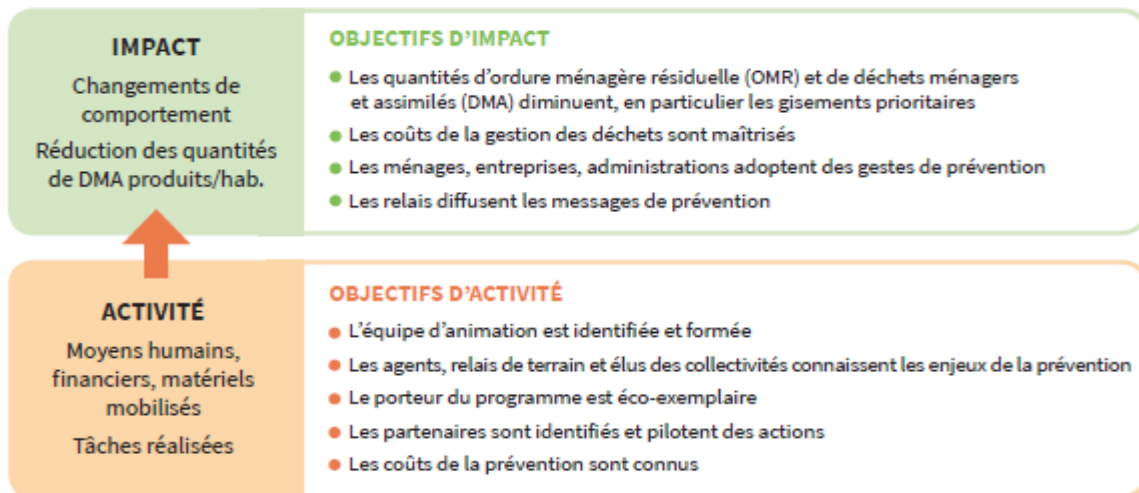 IMPACT
Changements de
comportement
Réduction des quantités
de DMA produits/hab.
OBJECTIFS D’IMPACT
Les quantités d’ordure ménagère résiduelle (OMR) et de déchets ménagers
et assimilés (DMA) diminuent, en particulier les gisements prioritaires
Les coûts de la gestion des déchets sont maîtrisés
Les ménages, entreprises, administrations adoptent des gestes de prévention
Les relais diffusent les messages de prévention
ACTIVITÉ
Moyens humains,
financiers, matériels
mobilisés
Tâches réalisées
OBJECTIFS D’ACTIVITÉ
L’équipe d’animation est identifiée et formée
Les agents, relais de terrain et élus des collectivités connaissent les enjeux de la prévention
Le porteur du programme est éco-exemplaire
Les partenaires sont identifiés et pilotent des actions
Les coûts de la prévention sont connus